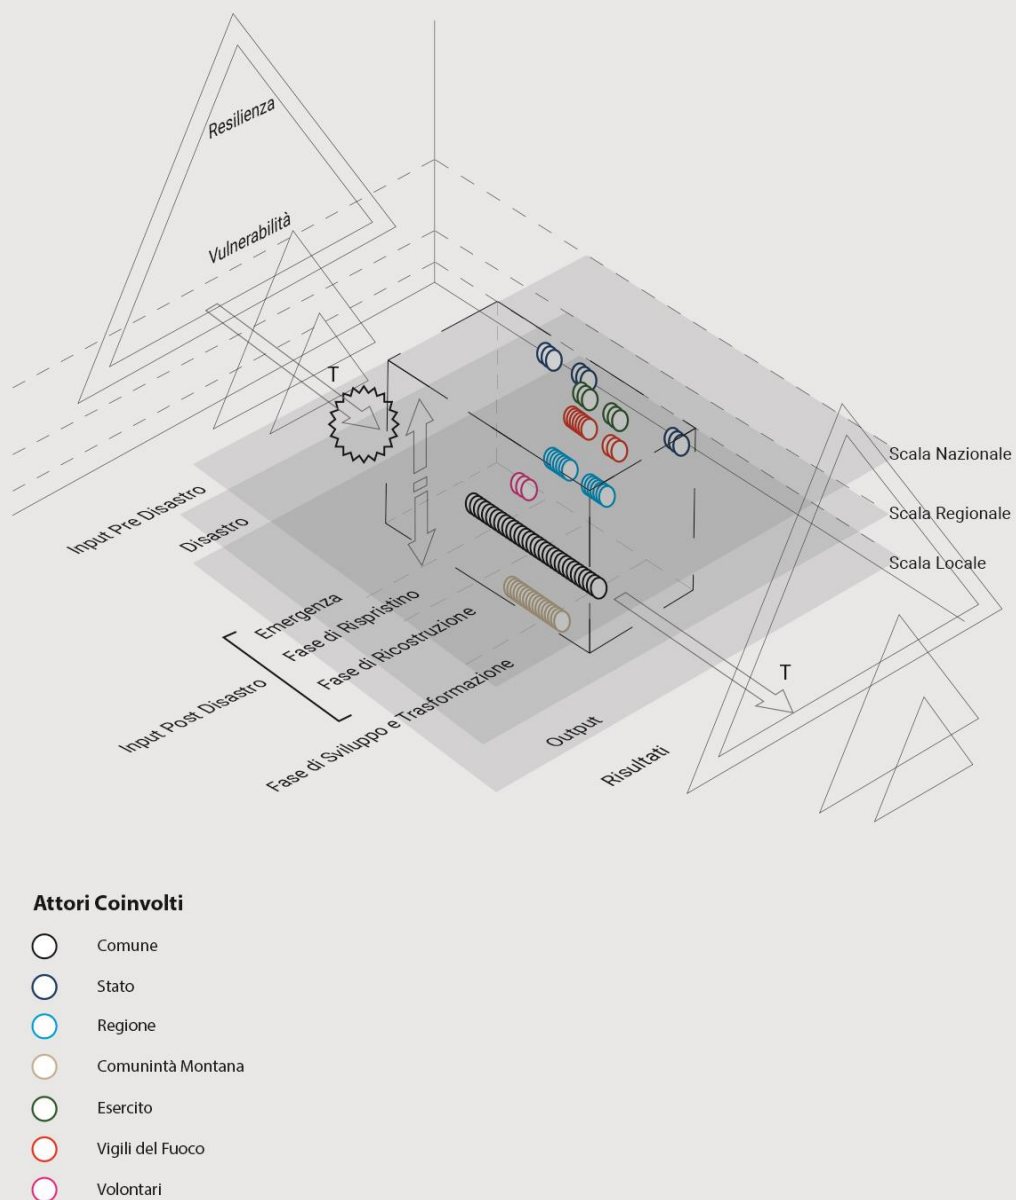 Resilienza
Vulnerabilità
T
Scala Nazionale
Scala Regionale
Scala Locale
Input Pre Disastro
Disastro
Emergenza
Fase di Rispristino
Fase di Ricostruzione
Input Post Disastro
Fase di Sviluppo e Trasformazione
Output
Risultati
T
Attori Coinvolti
Comune
Stato
Regione
Comunintà Montana
Esercito
Vigili del Fuoco
Volontari